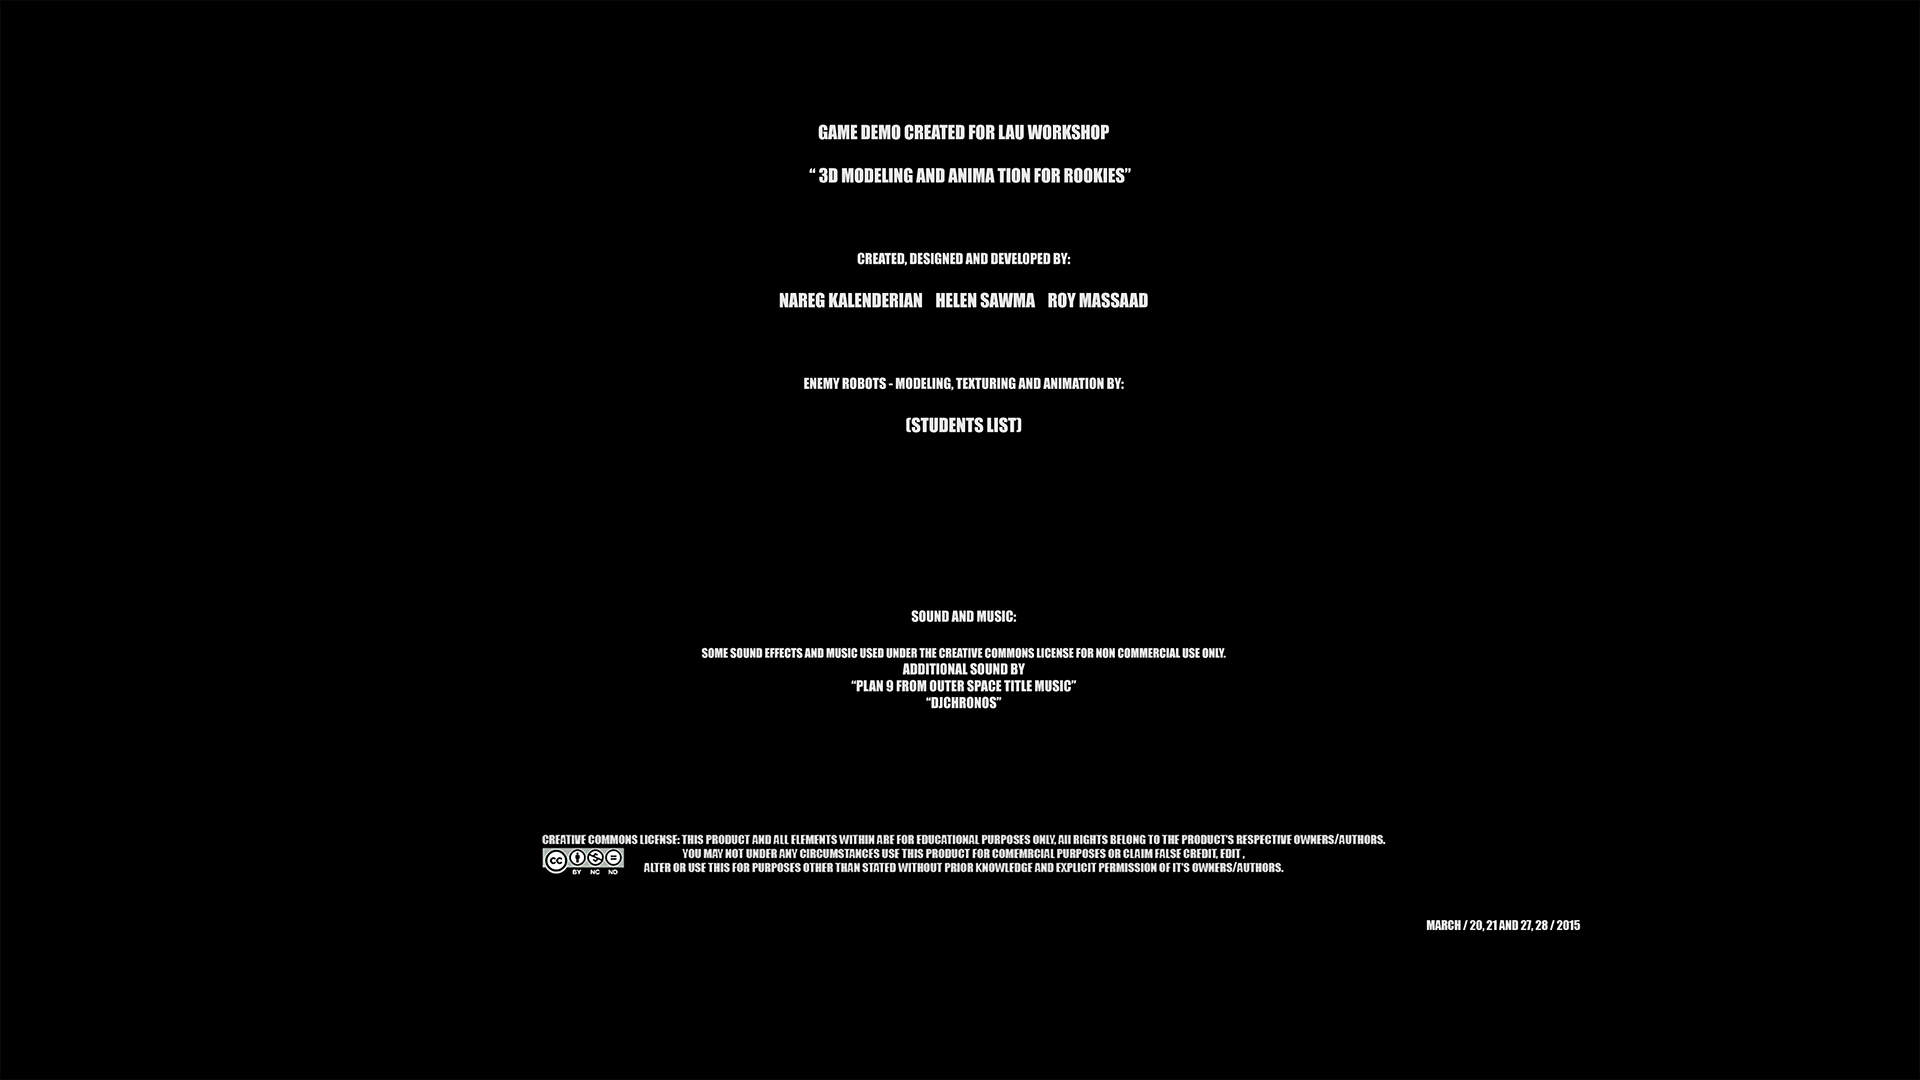 GAME DEMO CREATED FOR LAU WORKSHOP
“ 3D MODELING AND ANIMA TION FOR ROOKIES”
CREATED, DESIGNED AND DEVELOPED BY:
NAREG KALENDERIAN HELEN SAWMA ROY MASSAAD
ENEMY ROBOTS - MODELING, TEXTURING AND ANIMATION BY:
(STUDENTS LIST)
SOUND AND MUSIC:
SOME SOUND EFFECTS AND MUSIC USED UNDER THE CREATIVE COMMONS LICENSE FOR NON COMMERCIAL USE ONLY.
ADDITIONAL SOUND BY
“PLAN 9 FROM OUTER SPACE TITLE MUSIC”
“DJCHRONOS”
CREATIVE COMMONS LICENSE: THIS PRODUCT AND ALL ELEMENTS WITHIN ARE FOR EDUCATIONAL PURPOSES ONLY, All RIGHTS BELONG TO THE PRODUCT'S RESPECTIVE OWNERS/AUTHORS.
YOU MAY NOT UNDER ANY CIRCUMSTANCES USE THIS PRODUCT FOR COMEMRCIAL PURPOSES OR CLAIM FALSE CREDIT, EDIT ,
ALTER OR USE THIS FOR PURPOSES OTHER THAN STATED WITHOUT PRIOR KNOWLEDGE AND EXPLICIT PERMISSION OF IT'S OWNERS/AUTHORS.
CC BY NC ND
MARCH / 20, 21 AND 27, 28 / 2015